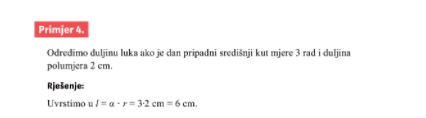 Primjer 4.
Odredimo duljinu luka ako je dan pripadni središnji kut mjere 3 rad i duljina
polumjera 2 cm.
Rješenje:
Uvrstimo u l = α · r = 3·2 cm = 6 cm.